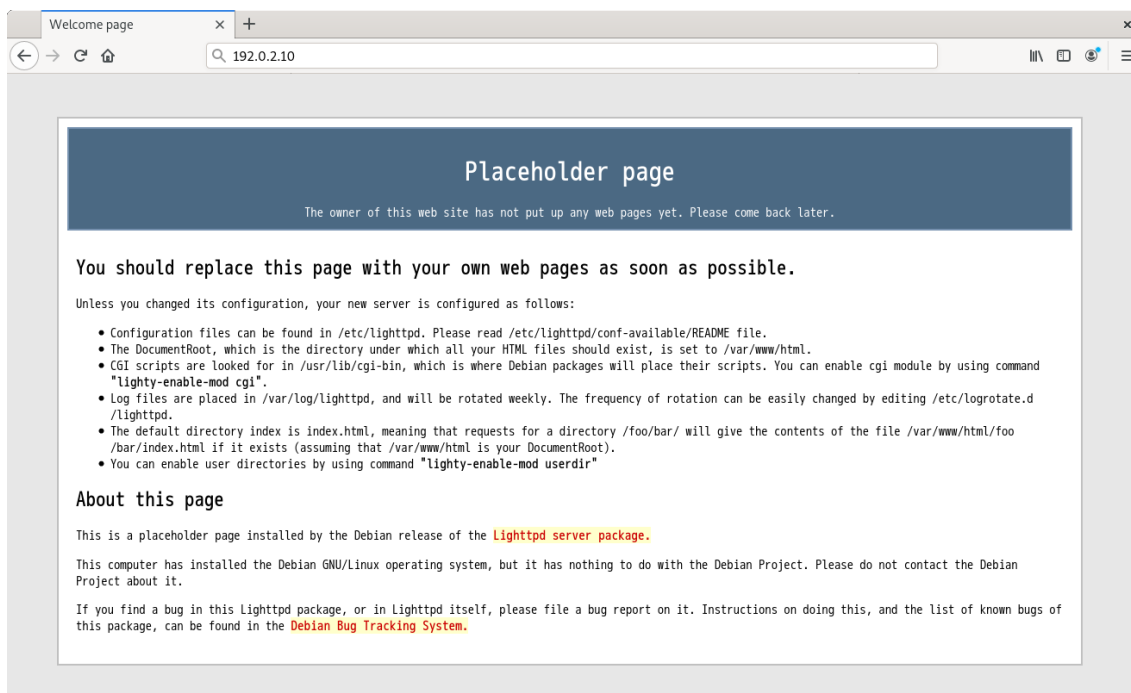 Welcome page
192.0.2.10
Placeholder page
The owner of this web site has not put up any web pages yet. Please come back later.
You should replace this page with your own web pages as soon as possible.
Unless you changed its configuration, your new server is configured as follows:
• Configuration files can be found in /etc/lighttpd. Please read /etc/lighttpd/conf-available/README file.
• The DocumentRoot, which is the directory under which all your HTML files should exist, is set to /var/www/html.
• CGI scripts are looked for in /usr/lib/cgi-bin, which is where Debian packages will place their scripts. You can enable cgi module by using command
"lighty-enable-mod cgi".
• Log files are placed in /var/log/lighttpd, and will be rotated weekly. The frequency of rotation can be easily changed by editing /etc/logrotate.d
/lighttpd.
• The default directory index is index.html, meaning that requests for a directory /foo/bar/ will give the contents of the file /var/www/html/foo
/bar/index.html if it exists (assuming that /var/www/html is your DocumentRoot).
• You can enable user directories by using command "lighty-enable-mod userdir"
About this page
This is a placeholder page installed by the Debian release of the Lighttpd server package.
This computer has installed the Debian GNU/Linux operating system, but it has nothing to do with the Debian Project. Please do not contact the Debian
Project about it.
If you find a bug in this Lighttpd package, or in Lighttpd itself, please file a bug report on it. Instructions on doing this, and the list of known bugs of
this package, can be found in the Debian Bug Tracking System.